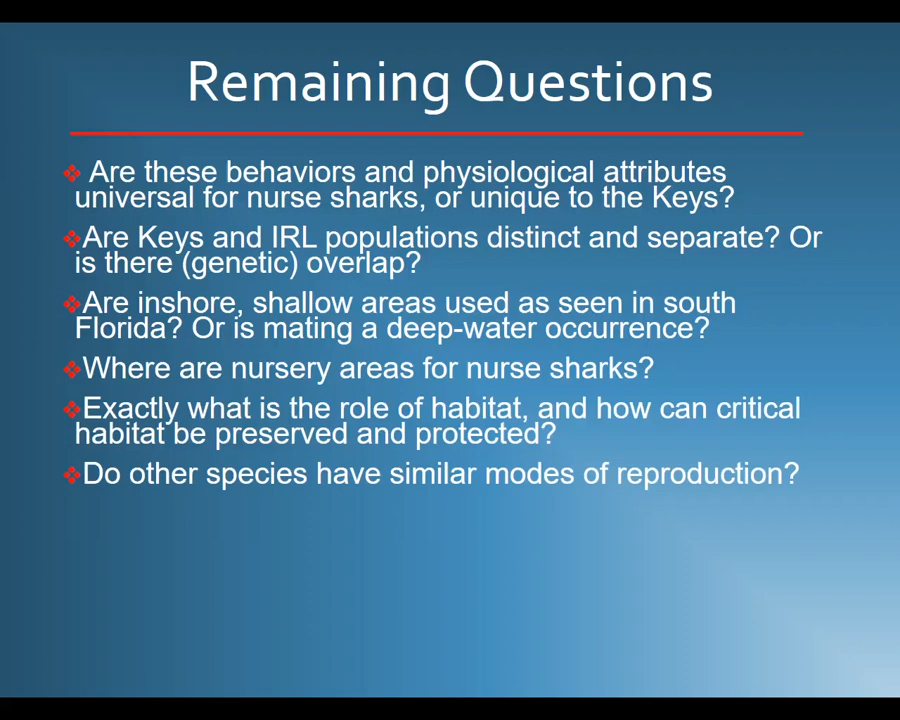 Remaining Questions
Are these behaviors and physiological attributes
universal for nurse sharks, or unique to the Keys?
Are Keys and IRL populations distinct and separate? Or
is there (genetic) overlap?
Are inshore, shallow areas used as seen in south
Florida? Or is mating a deep-water occurrence?
Where are nursery areas for nurse sharks?
Exactly what is the role of habitat, and how can critical
habitat be preserved and protected?
Do other species have similar modes of reproduction?